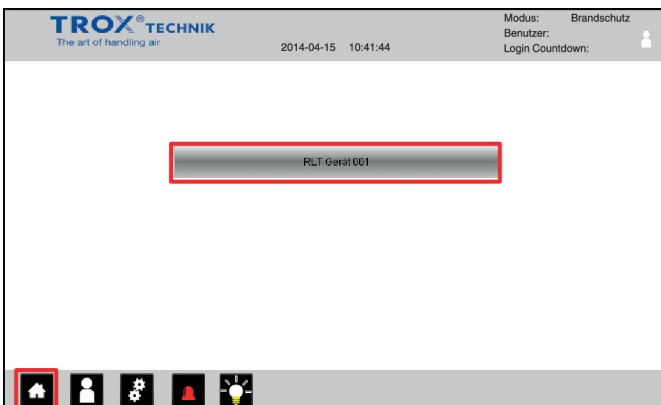 TROX® TECHNIK
The art of handling air
2014-04-15 10:41:44
Modus: Brandschutz
Benutzer:
Login Countdown:
RLT Gerät 001